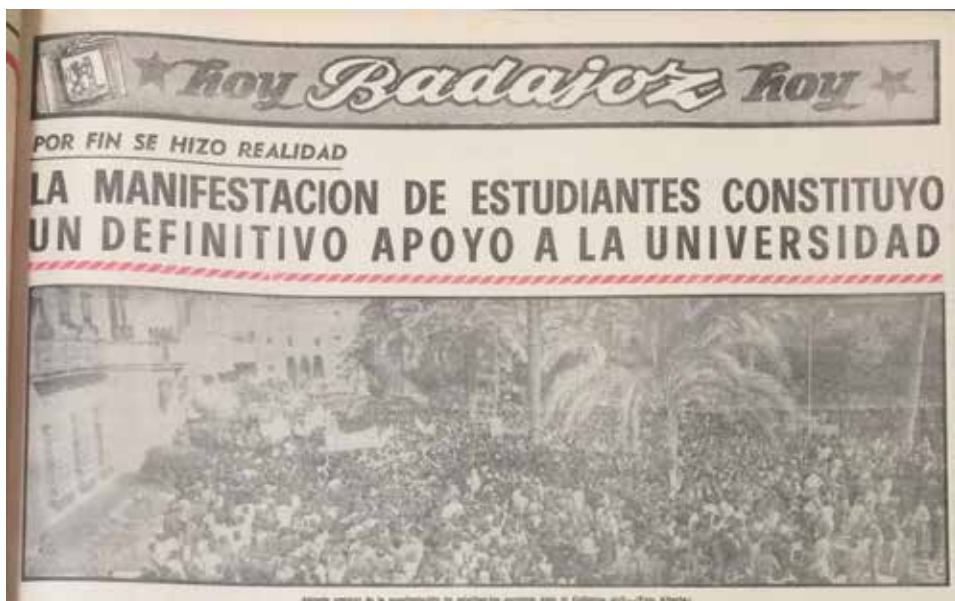 hoy Badajoz hoy
POR FIN SE HIZO REALIDAD
LA MANIFESTACION DE ESTUDIANTES CONSTITUYO
UN DEFINITIVO APOYO A LA UNIVERSIDAD